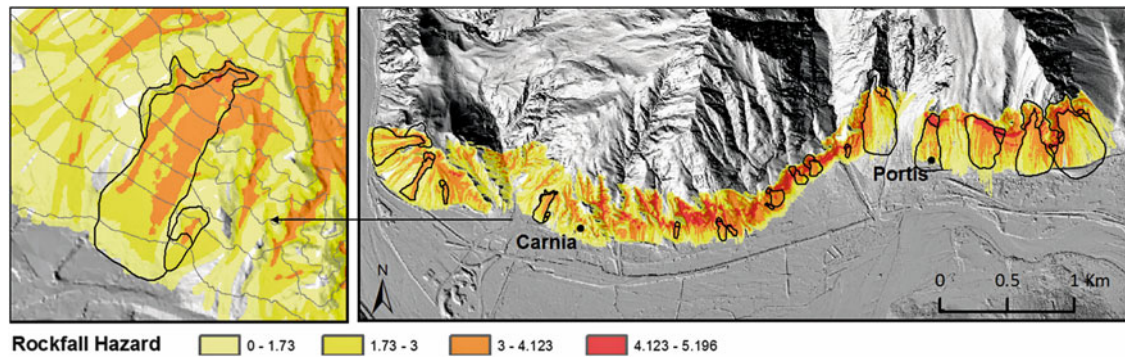 Portis
Carnia
N
0 0.5 1 Km
Rockfall Hazard 0 - 1.73 1.73 - 3 3 - 4.123 4.123 - 5.196